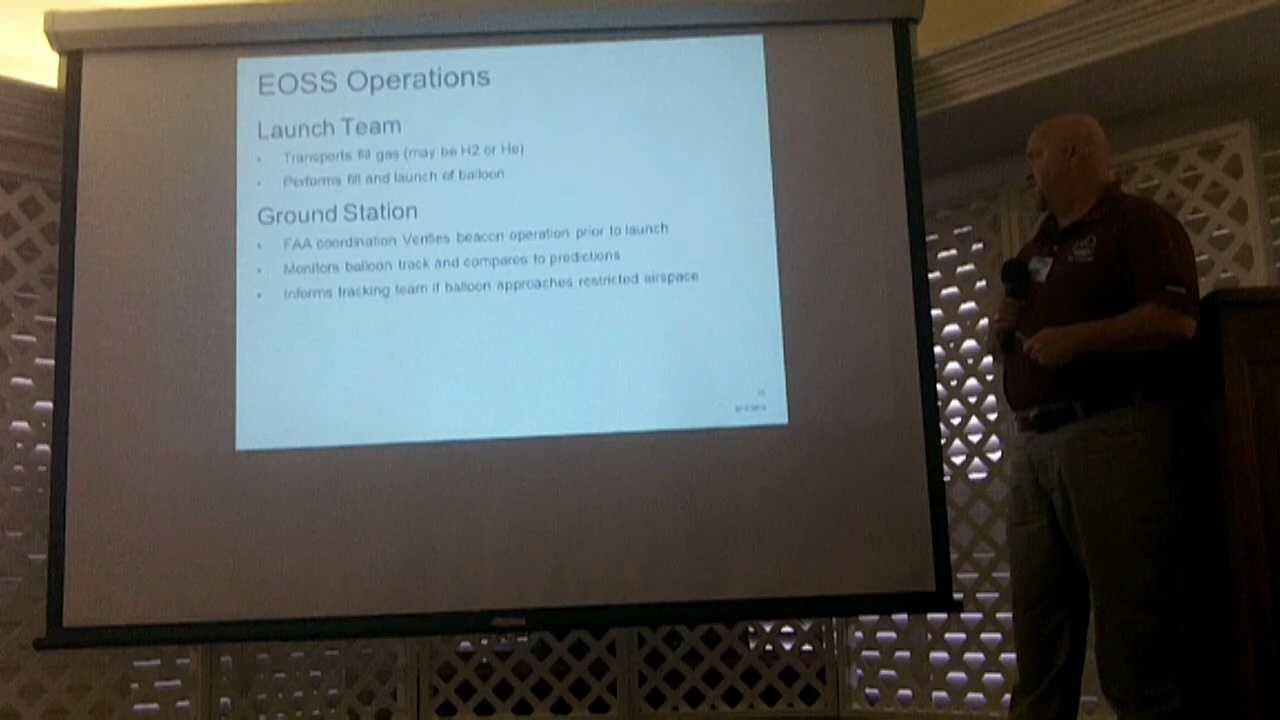 EOSS Operations
Launch Team
Transports fill gas (may be H2 or He)
Performs fill and launch of balloon
Ground Station
FAA coordination Verifies beacon operation prior to launch
Monitors balloon track and compares to predictions
Informs tracking team if balloon approaches restricted airspace